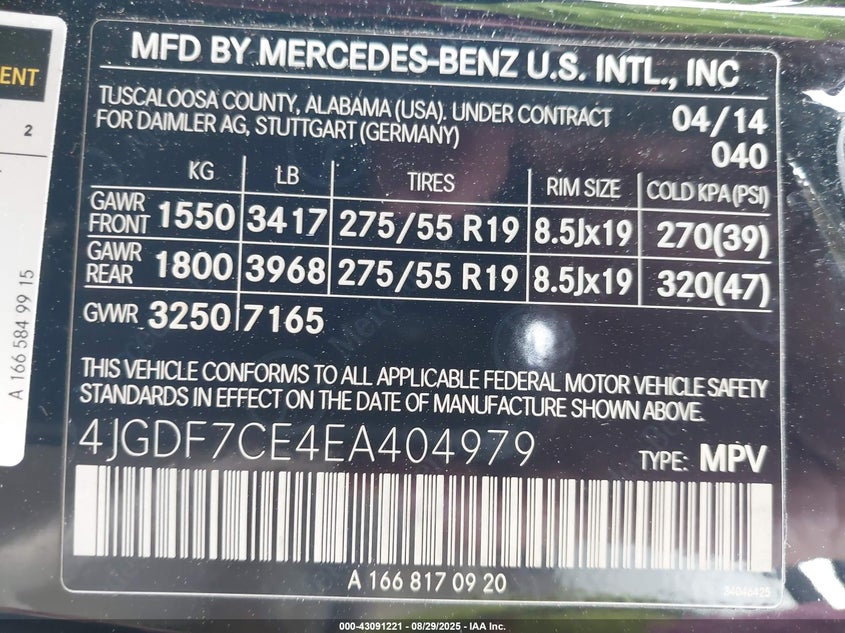 ENT
2
A 166 584 99 15
MFD BY MERCEDES-BENZ U.S. INTL., INC
TUSCALOOSA COUNTY, ALABAMA (USA). UNDER CONTRACT
FOR DAIMLER AG, STUTTGART (GERMANY)
04/14
040
KG LB TIRES RIM SIZE COLD KPA(PSI)
GAWR FRONT 1550 3417 275/55 R19 8.5Jx19 270(39)
GAWR REAR 1800 3968 275/55 R19 8.5Jx19 320(47)
GVWR 3250 7165
THIS VEHICLE CONFORMS TO ALL APPLICABLE FEDERAL MOTOR VEHICLE SAFETY
STANDARDS IN EFFECT ON THE DATE OF MANUFACTURE SHOWN ABOVE.
4JGDF7CE4EA404979
TYPE: MPV
A 166 817 09 20
34046425
000-43091221 - 08/29/2025 - IAA Inc.